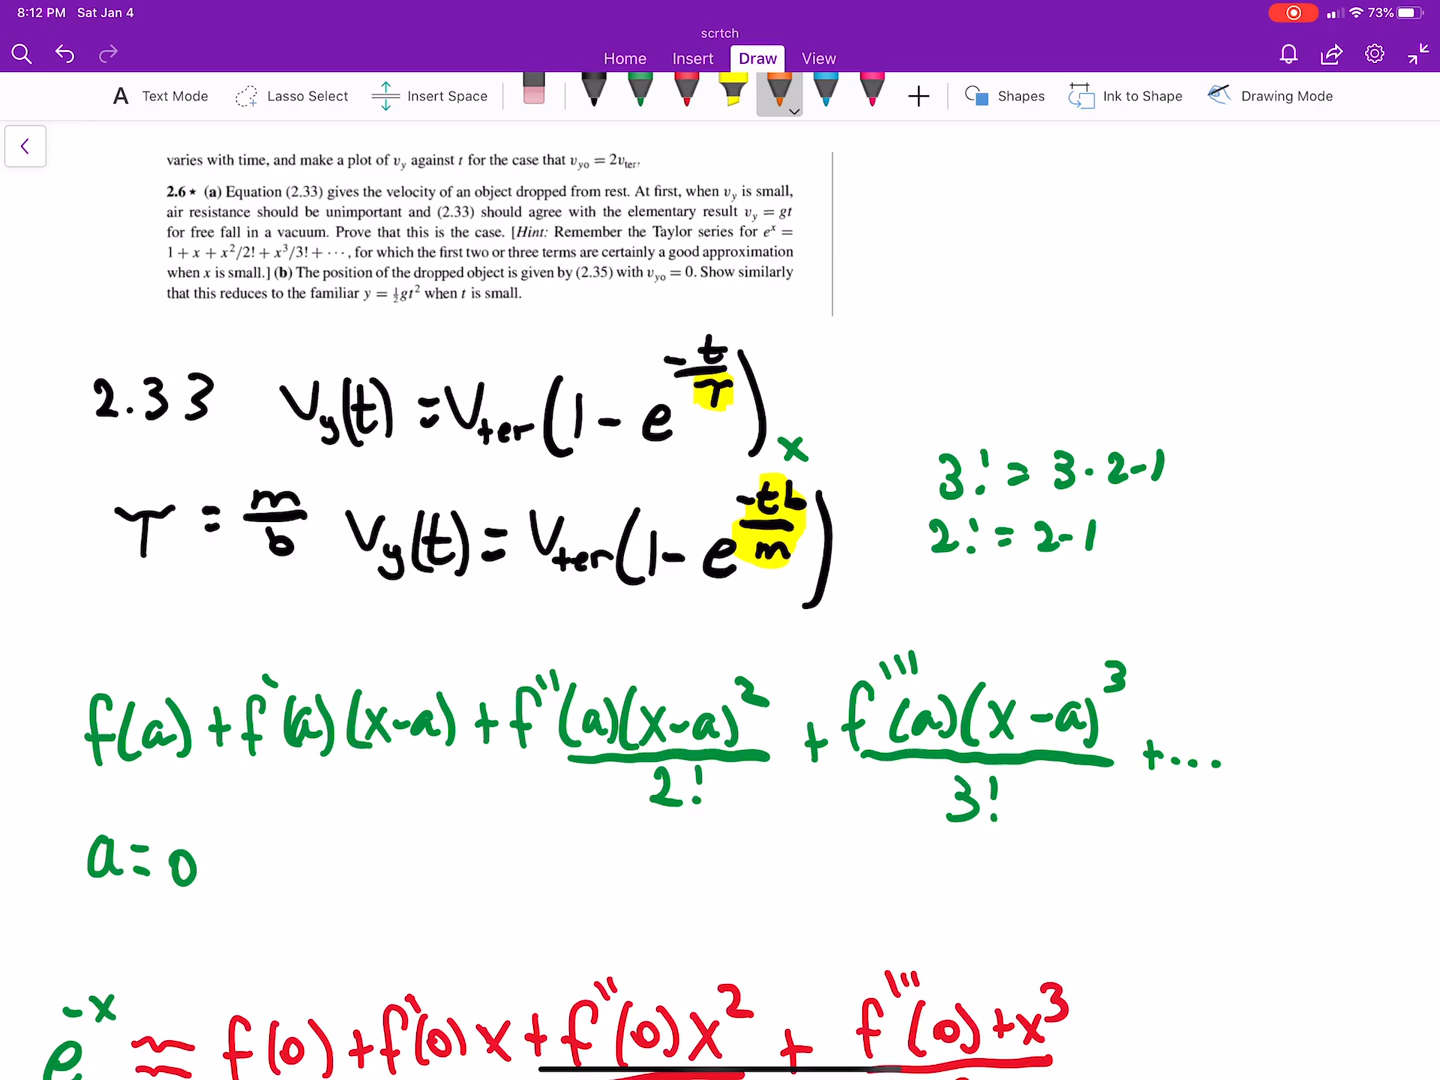 8:12 PM Sat Jan 4
73%
scrtch
Home Insert Draw View
Text Mode Lasso Select Insert Space Shapes Ink to Shape Drawing Mode
varies with time, and make a plot of v_y against t for the case that v_yo = 2v_ter.
2.6 ⋆ (a) Equation (2.33) gives the velocity of an object dropped from rest. At first, when v_y is small,
air resistance should be unimportant and (2.33) should agree with the elementary result v_y = gt
for free fall in a vacuum. Prove that this is the case. [Hint: Remember the Taylor series for e^x =
1 + x + x²/2! + x³/3! + ···, for which the first two or three terms are certainly a good approximation
when x is small.] (b) The position of the dropped object is given by (2.35) with v_yo = 0. Show similarly
that this reduces to the familiar y = ½gt² when t is small.
2.33 V_y(t) = V_ter(1 - e^(-t/τ))
x
τ = m/b V_y(t) = V_ter(1 - e^(-tb/m))
3! = 3·2-1
2! = 2-1
f(a) + f'(a)(x-a) + f''(a)(x-a)²/2! + f'''(a)(x-a)³/3! + ...
a = 0
e^-x ≈ f(0) + f'(0)x + f''(0)x² + f'''(0)+x³